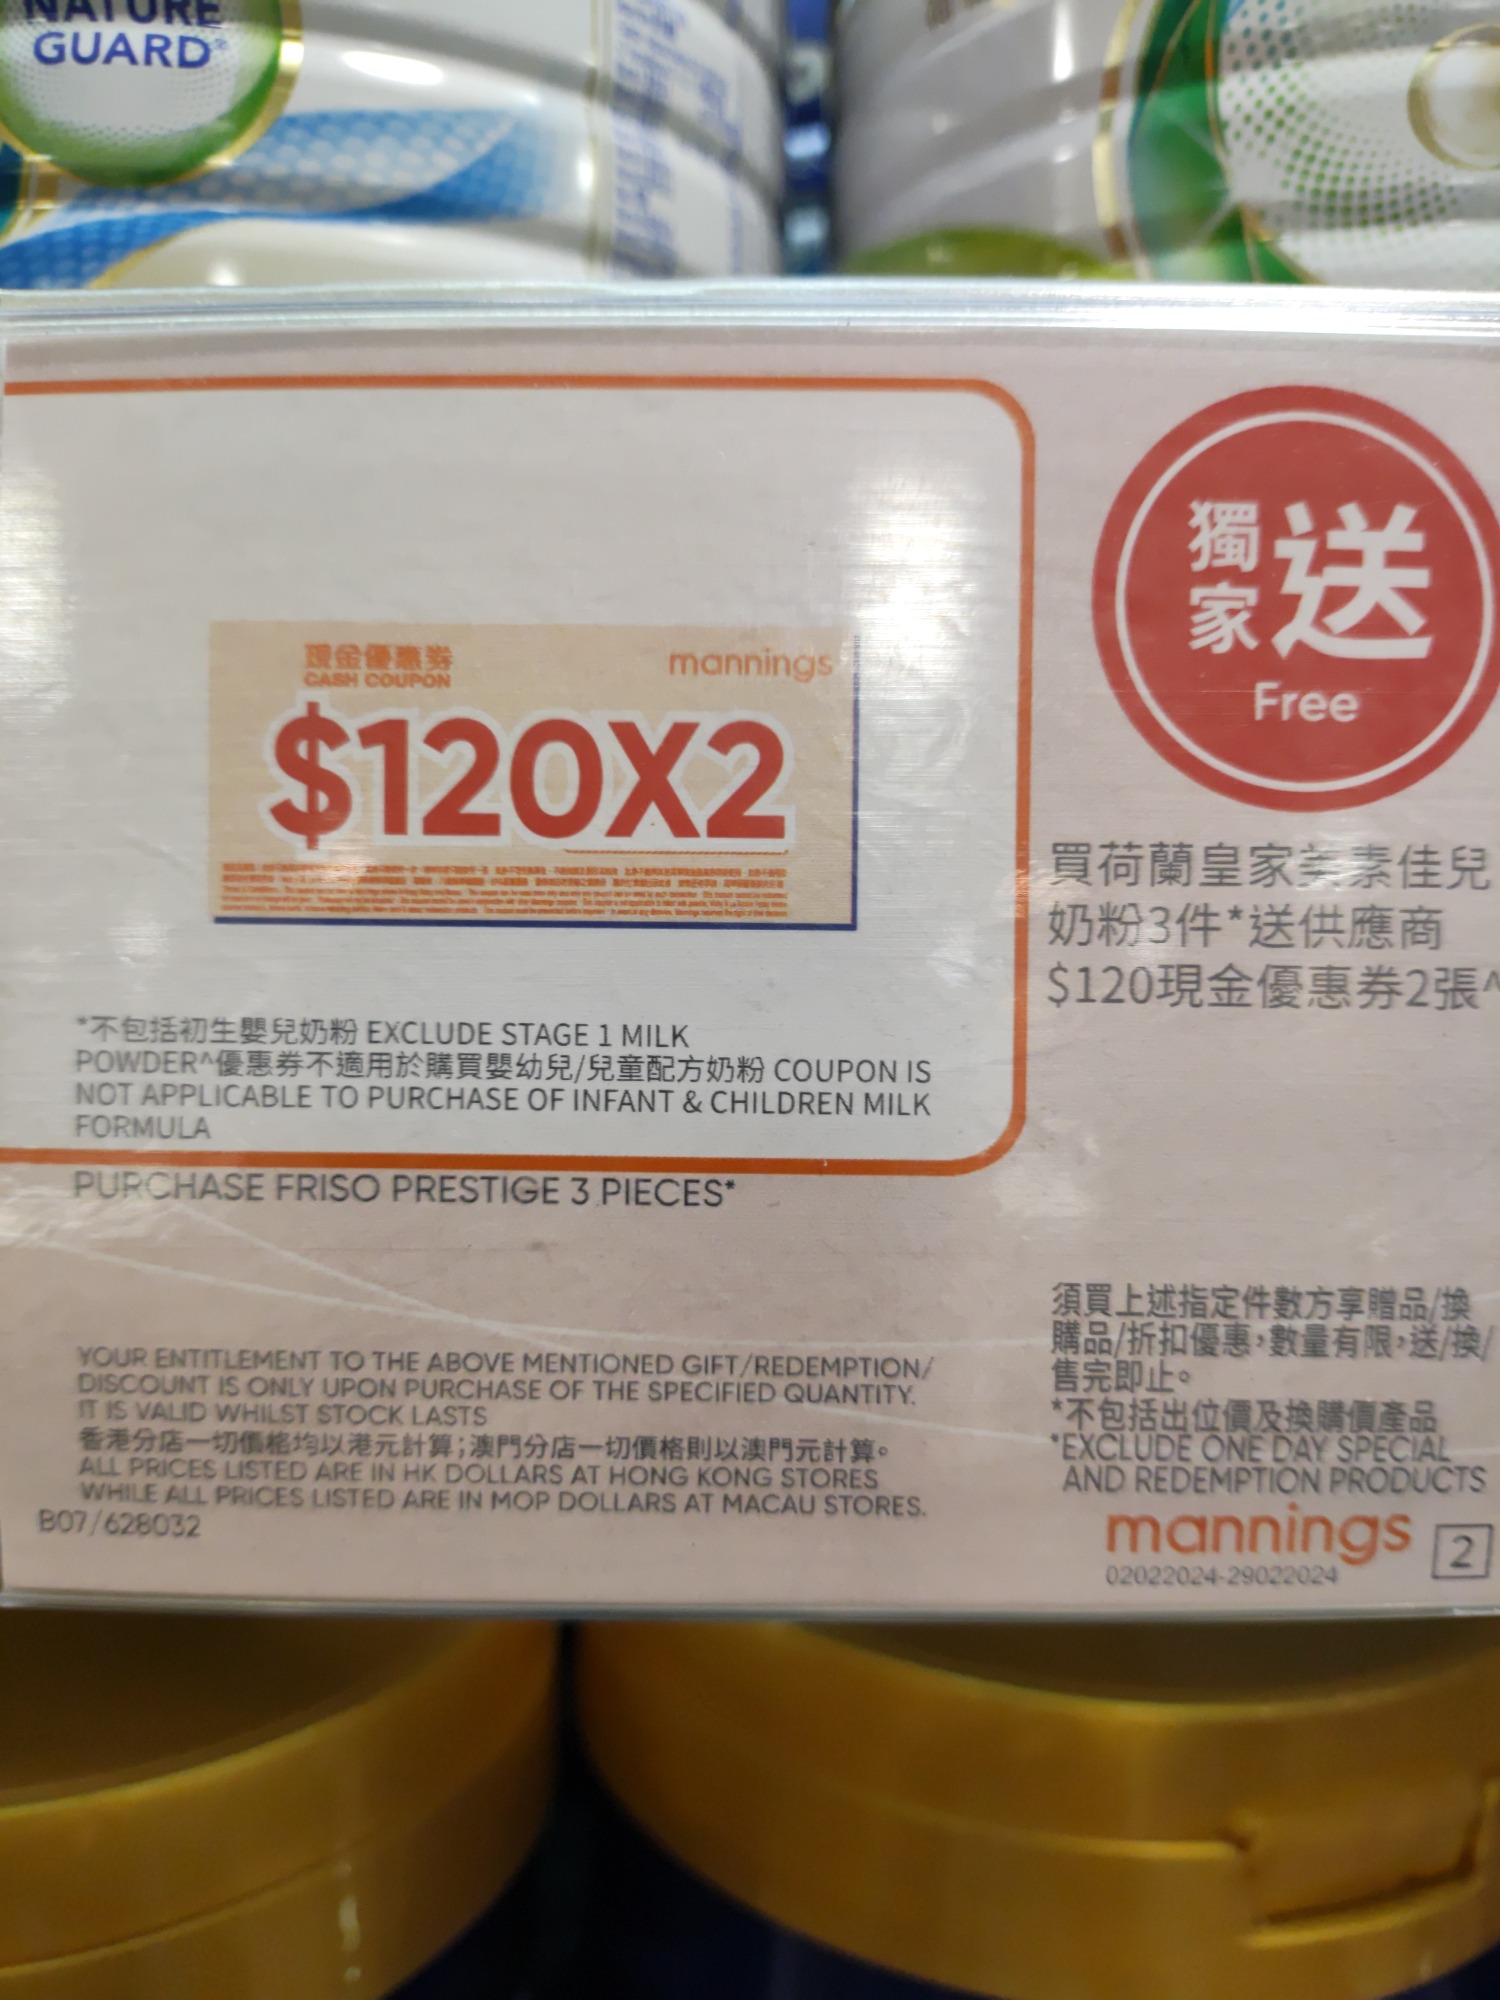 NATURE
GUARD®
現金優惠券
CASH COUPON
mannings
$120X2
獨家
送
Free
買荷蘭皇家美素佳兒
奶粉3件*送供應商
$120現金優惠券2張^
*不包括初生嬰兒奶粉 EXCLUDE STAGE 1 MILK
POWDER^優惠券不適用於購買嬰幼兒/兒童配方奶粉 COUPON IS
NOT APPLICABLE TO PURCHASE OF INFANT & CHILDREN MILK
FORMULA
PURCHASE FRISO PRESTIGE 3 PIECES*
YOUR ENTITLEMENT TO THE ABOVE MENTIONED GIFT/REDEMPTION/
DISCOUNT IS ONLY UPON PURCHASE OF THE SPECIFIED QUANTITY.
IT IS VALID WHILST STOCK LASTS
香港分店一切價格均以港元計算;澳門分店一切價格則以澳門元計算。
ALL PRICES LISTED ARE IN HK DOLLARS AT HONG KONG STORES
WHILE ALL PRICES LISTED ARE IN MOP DOLLARS AT MACAU STORES.
B07/628032
須買上述指定件數方享贈品/換
購品/折扣優惠,數量有限,送/換/
售完即止。
*不包括出位價及換購價產品
*EXCLUDE ONE DAY SPECIAL
AND REDEMPTION PRODUCTS
mannings
2
02022024-29022024